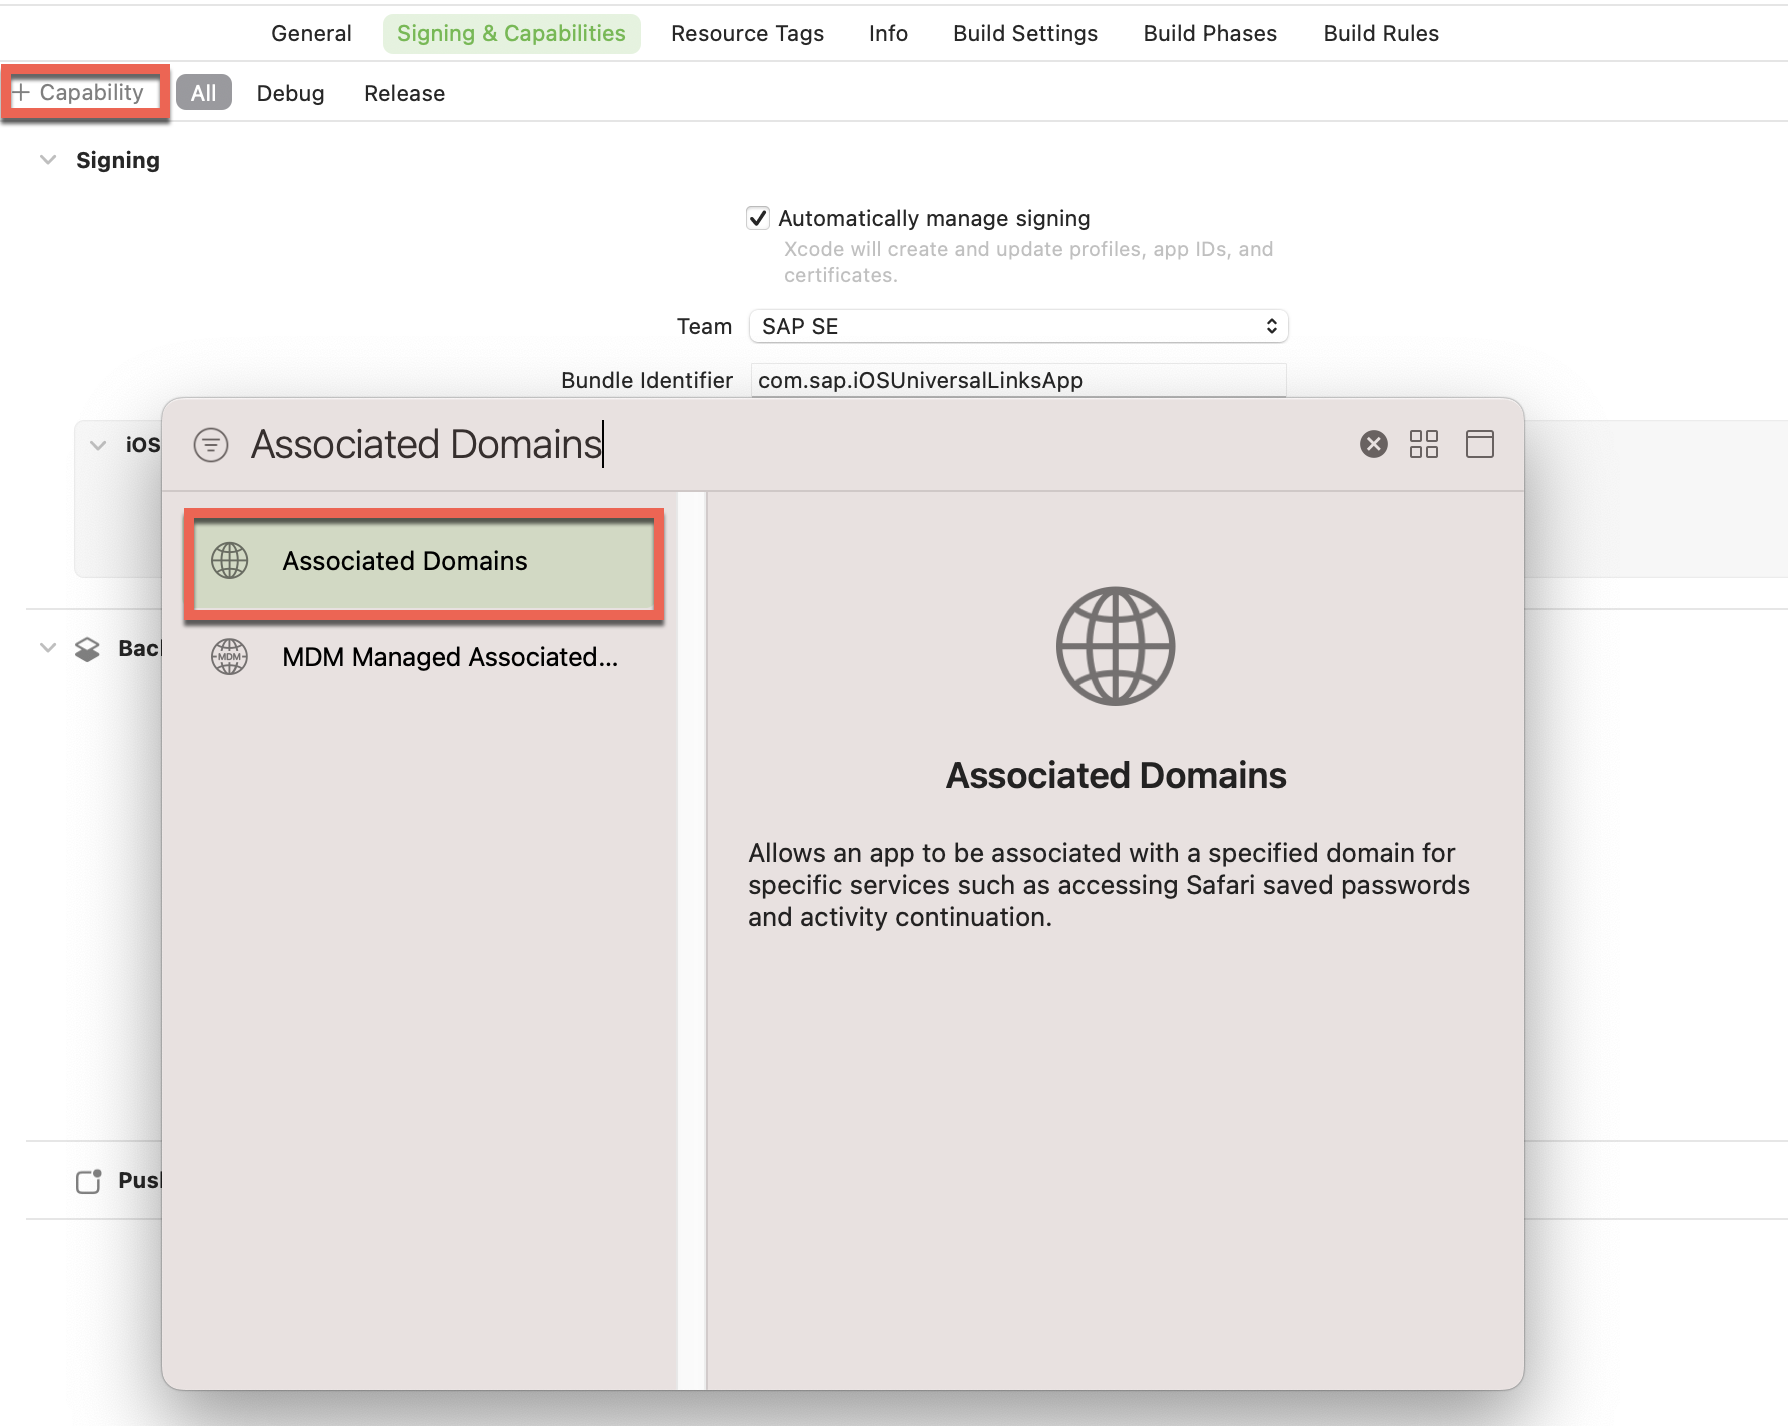 General Signing & Capabilities Resource Tags Info Build Settings Build Phases Build Rules
+ Capability All Debug Release
Signing
Automatically manage signing
Xcode will create and update profiles, app IDs, and
certificates.
Team SAP SE
Bundle Identifier com.sap.iOSUniversalLinksApp
iOS
Associated Domains
Associated Domains
MDM MDM Managed Associated...
Associated Domains
Allows an app to be associated with a specified domain for
specific services such as accessing Safari saved passwords
and activity continuation.